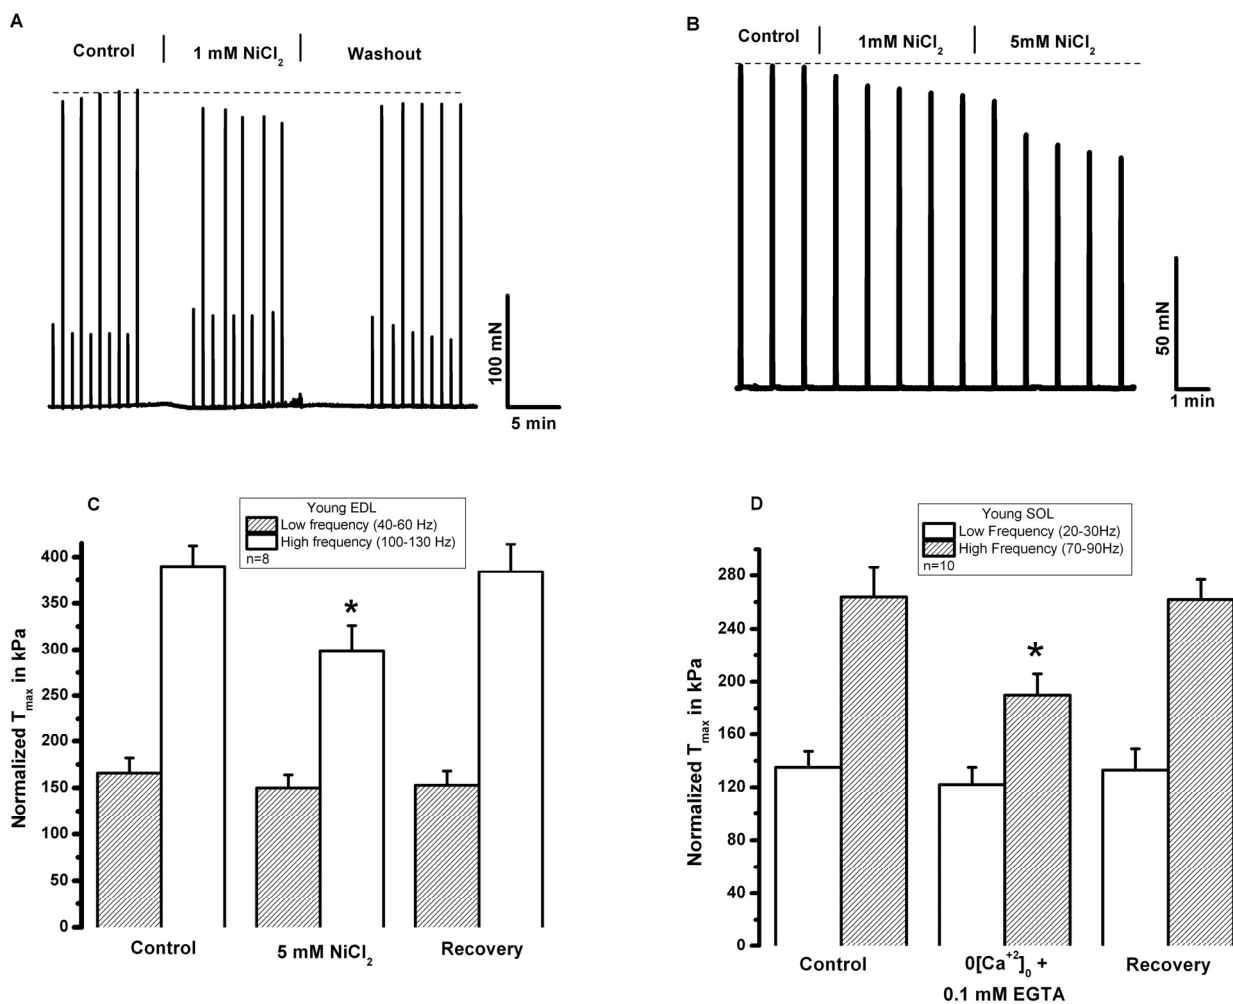 A
Control | 1 mM NiCl₂ | Washout
100 mN
5 min
B
Control | 1mM NiCl₂ | 5mM NiCl₂
50 mN
1 min
C
Young EDL
Low frequency (40-60 Hz)
High frequency (100-130 Hz)
n=8
Normalized Tmax in kPa
400
350
300
250
200
150
100
50
0
*
Control
5 mM NiCl₂
Recovery
D
Young SOL
Low Frequency (20-30Hz)
High Frequency (70-90Hz)
n=10
Normalized Tmax in kPa
280
240
200
160
120
80
40
0
*
Control
0[Ca⁺²]₀ +
0.1 mM EGTA
Recovery